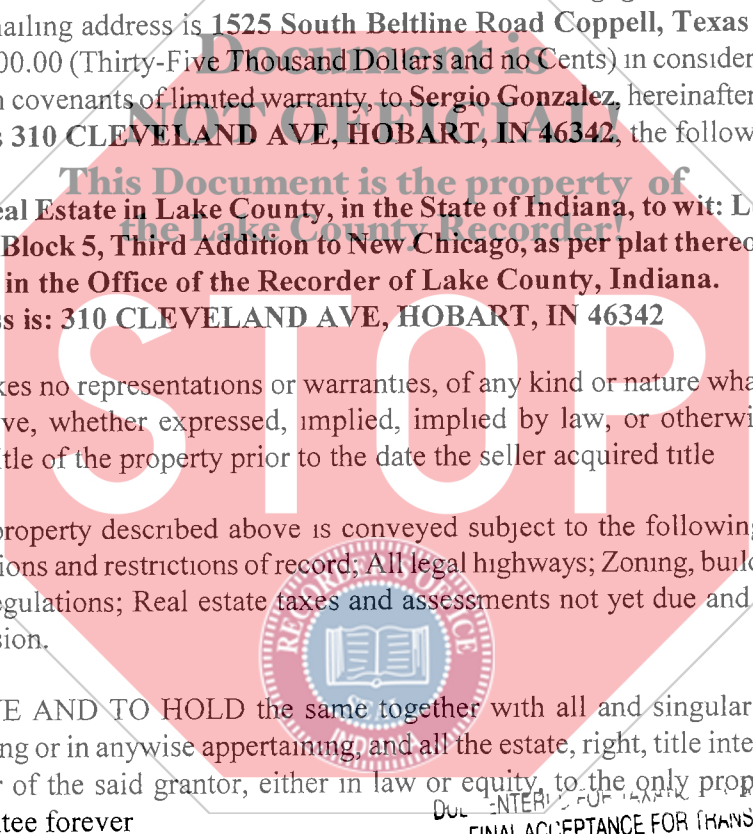 mailing address is 1525 South Beltline Road Coppell, Texas
Document is
00.00 (Thirty-Five Thousand Dollars and no Cents) in consider
covenants of limited warranty, to Sergio Gonzalez, hereinafter
NOT OFFICIAL!
s 310 CLEVELAND AVE, HOBART, IN 46342, the follow
This Document is the property of
eal Estate in Lake County, in the State of Indiana, to wit: L
the Lake County Recorder!
Block 5, Third Addition to New Chicago, as per plat thereo
in the Office of the Recorder of Lake County, Indiana.
ss is: 310 CLEVELAND AVE, HOBART, IN 46342
STOP
kes no representations or warranties, of any kind or nature wha
ve, whether expressed, implied, implied by law, or otherwi
itle of the property prior to the date the seller acquired title
property described above is conveyed subject to the following
ions and restrictions of record; All legal highways; Zoning, build
egulations; Real estate taxes and assessments not yet due and
sion.
RECORDER'S OFFICE
SEAL
INDIANA
VE AND TO HOLD the same together with all and singular
ng or in anywise appertaining, and all the estate, right, title inte
r of the said grantor, either in law or equity, to the only prop
tee forever
FINAL ACCEPTANCE FOR TRANS